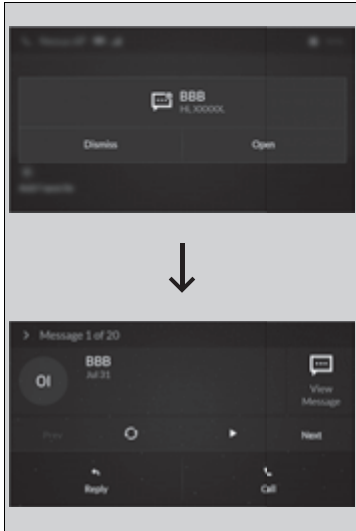 BBB
Hi, XXXXX.
Dismiss
Open
Message 1 of 20
OI
BBB
Jul 31
View
Message
Prev
Next
Reply
Call